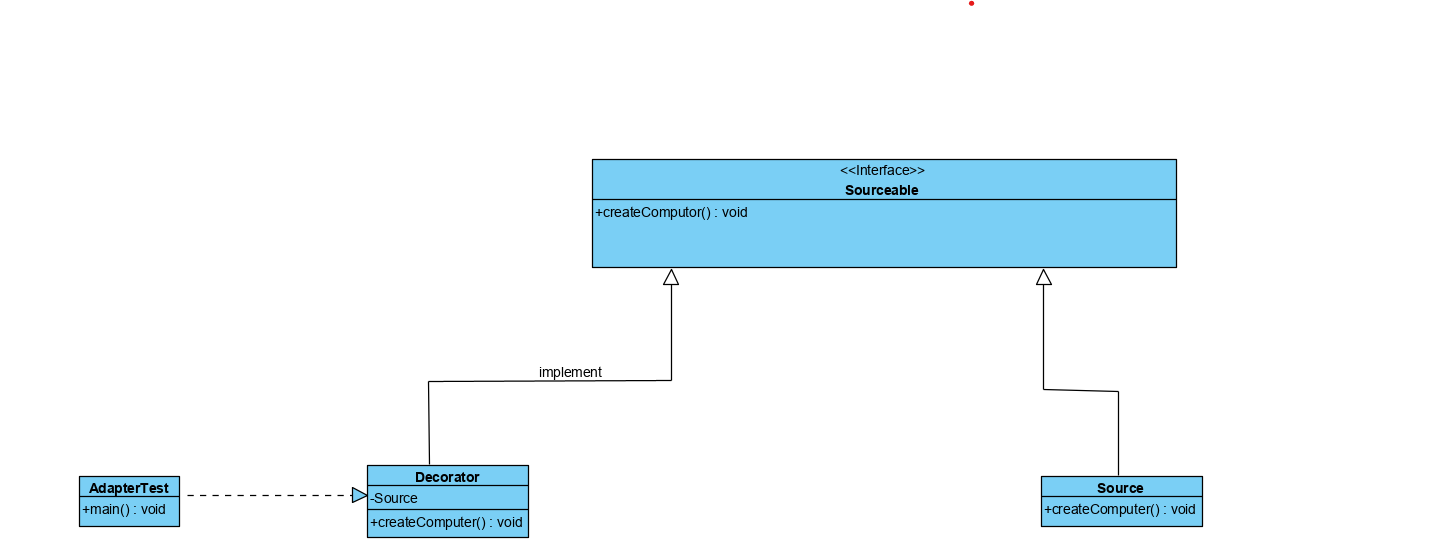 <<Interface>>
Sourceable
+createComputor() : void
implement
AdapterTest
+main() : void
Decorator
-Source
+createComputer() : void
Source
+createComputer() : void